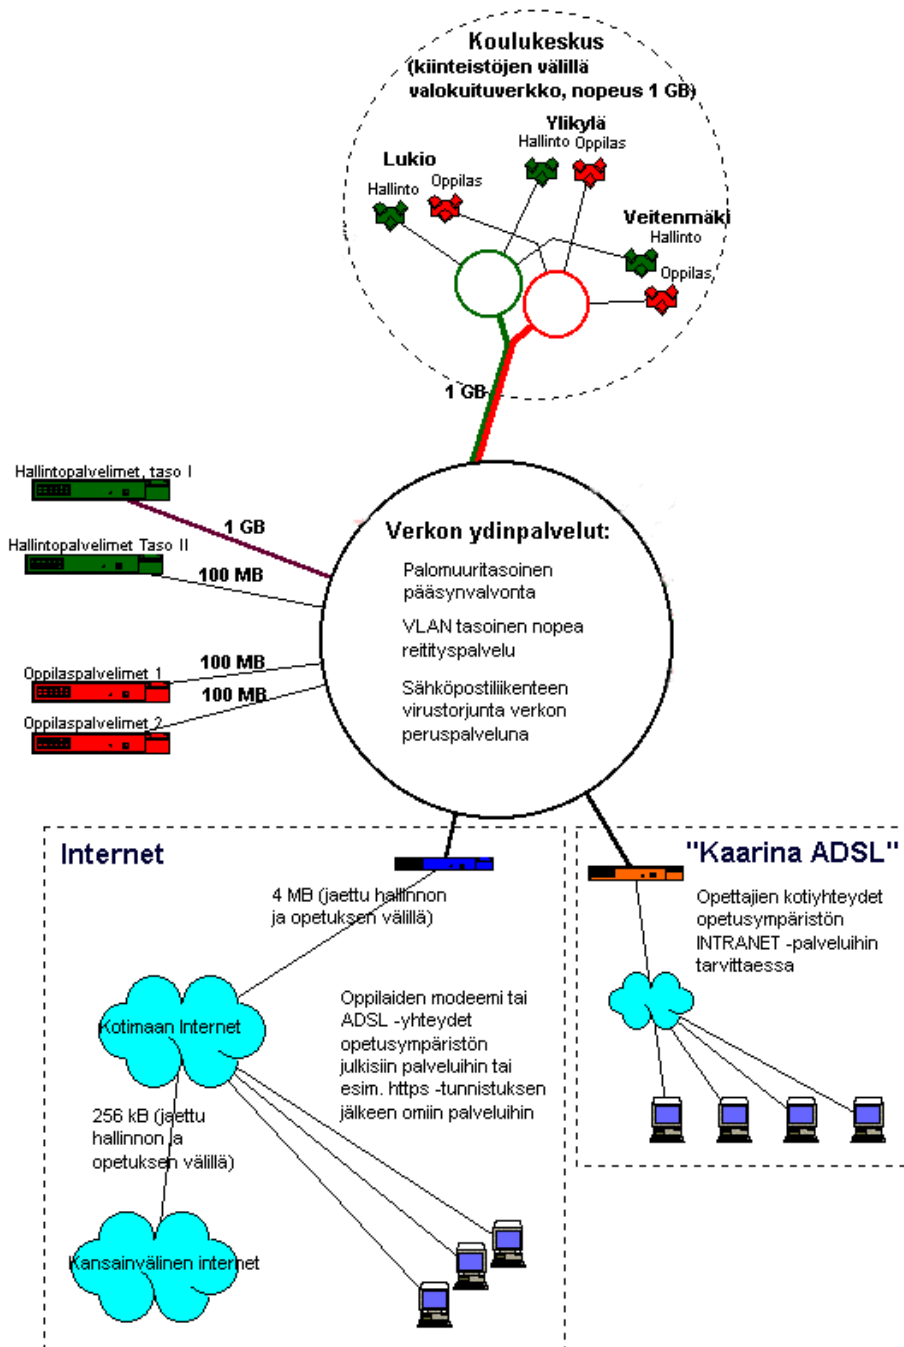 Koulukeskus
(kiinteistöjen välillä
valokuituverkko, nopeus 1 GB)
Ylikylä
Hallinto
Oppilas
Lukio
Hallinto
Oppilas
Veitenmäki
Hallinto
Oppilas
1 GB
Hallintopalvelimet, taso I
1 GB
Hallintopalvelimet Taso II
100 MB
Oppilaspalvelimet 1
100 MB
Oppilaspalvelimet 2
100 MB
Verkon ydinpalvelut:
Palomuuritasoinen
pääsynvalvonta
VLAN tasoinen nopea
reitityspalvelu
Sähköpostiliikenteen
virustorjunta verkon
peruspalveluna
Internet
4 MB (jaettu hallinnon
ja opetuksen välillä)
Kotimaan Internet
Oppilaiden modeemi tai
ADSL -yhteydet
opetusympäristön
julkisiin palveluihin tai
esim. https -tunnistuksen
jälkeen omiin palveluihin
256 kB (jaettu
hallinnon ja
opetuksen välillä)
Kansainvälinen internet
"Kaarina ADSL"
Opettajien kotiyhteydet
opetusympäristön
INTRANET -palveluihin
tarvittaessa